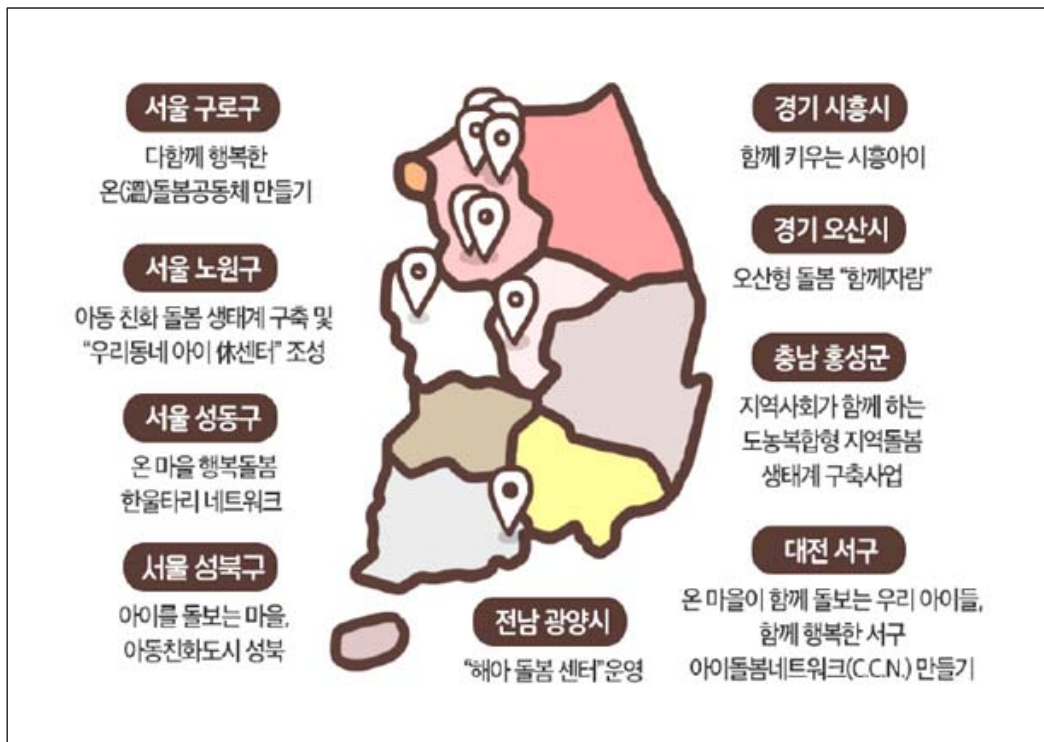 서울 구로구
다함께 행복한
온(溫)돌봄공동체 만들기
서울 노원구
아동 친화 돌봄 생태계 구축 및
“우리동네 아이 休센터” 조성
서울 성동구
온 마을 행복돌봄
한울타리 네트워크
서울 성북구
아이를 돌보는 마을,
아동친화도시 성북
전남 광양시
“해아 돌봄 센터”운영
경기 시흥시
함께 키우는 시흥아이
경기 오산시
오산형 돌봄 “함께자람”
충남 홍성군
지역사회가 함께 하는
도농복합형 지역돌봄
생태계 구축사업
대전 서구
온 마을이 함께 돌보는 우리 아이들,
함께 행복한 서구
아이돌봄네트워크(C.C.N.) 만들기